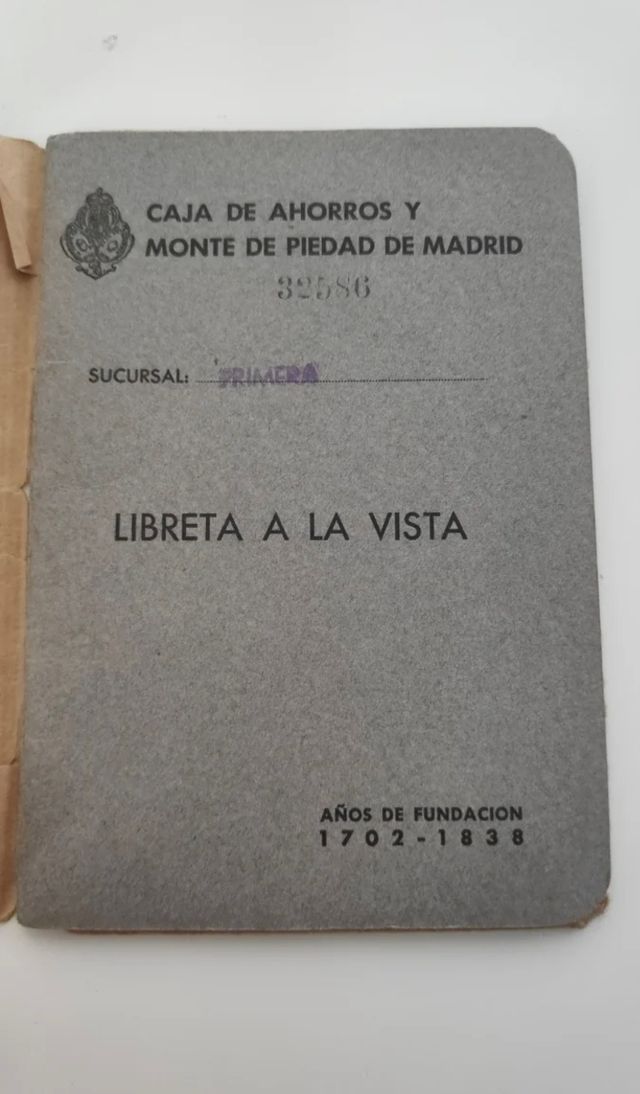 CAJA DE AHORROS Y
MONTE DE PIEDAD DE MADRID
32586
SUCURSAL: PRIMERA
LIBRETA A LA VISTA
AÑOS DE FUNDACION
1702-1838